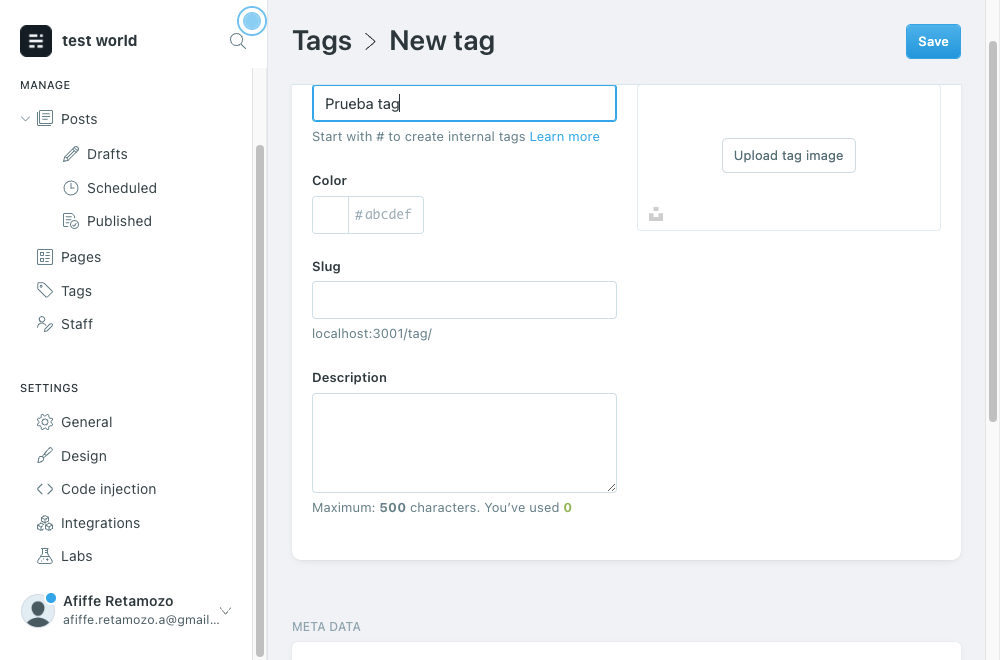 test world
MANAGE
Posts
Drafts
Scheduled
Published
Pages
Tags
Staff
SETTINGS
General
Design
Code injection
Integrations
Labs
Afiffe Retamozo
afiffe.retamozo.a@gmail...
Tags > New tag
Save
Prueba tag
Start with # to create internal tags Learn more
Color
# abcdef
Slug
localhost:3001/tag/
Description
Maximum: 500 characters. You’ve used 0
Upload tag image
META DATA